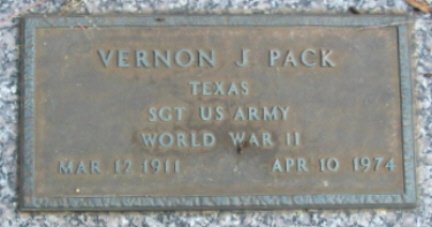 VERNON J PACK
TEXAS
SGT US ARMY
WORLD WAR II
MAR 12 1911 APR 10 1974